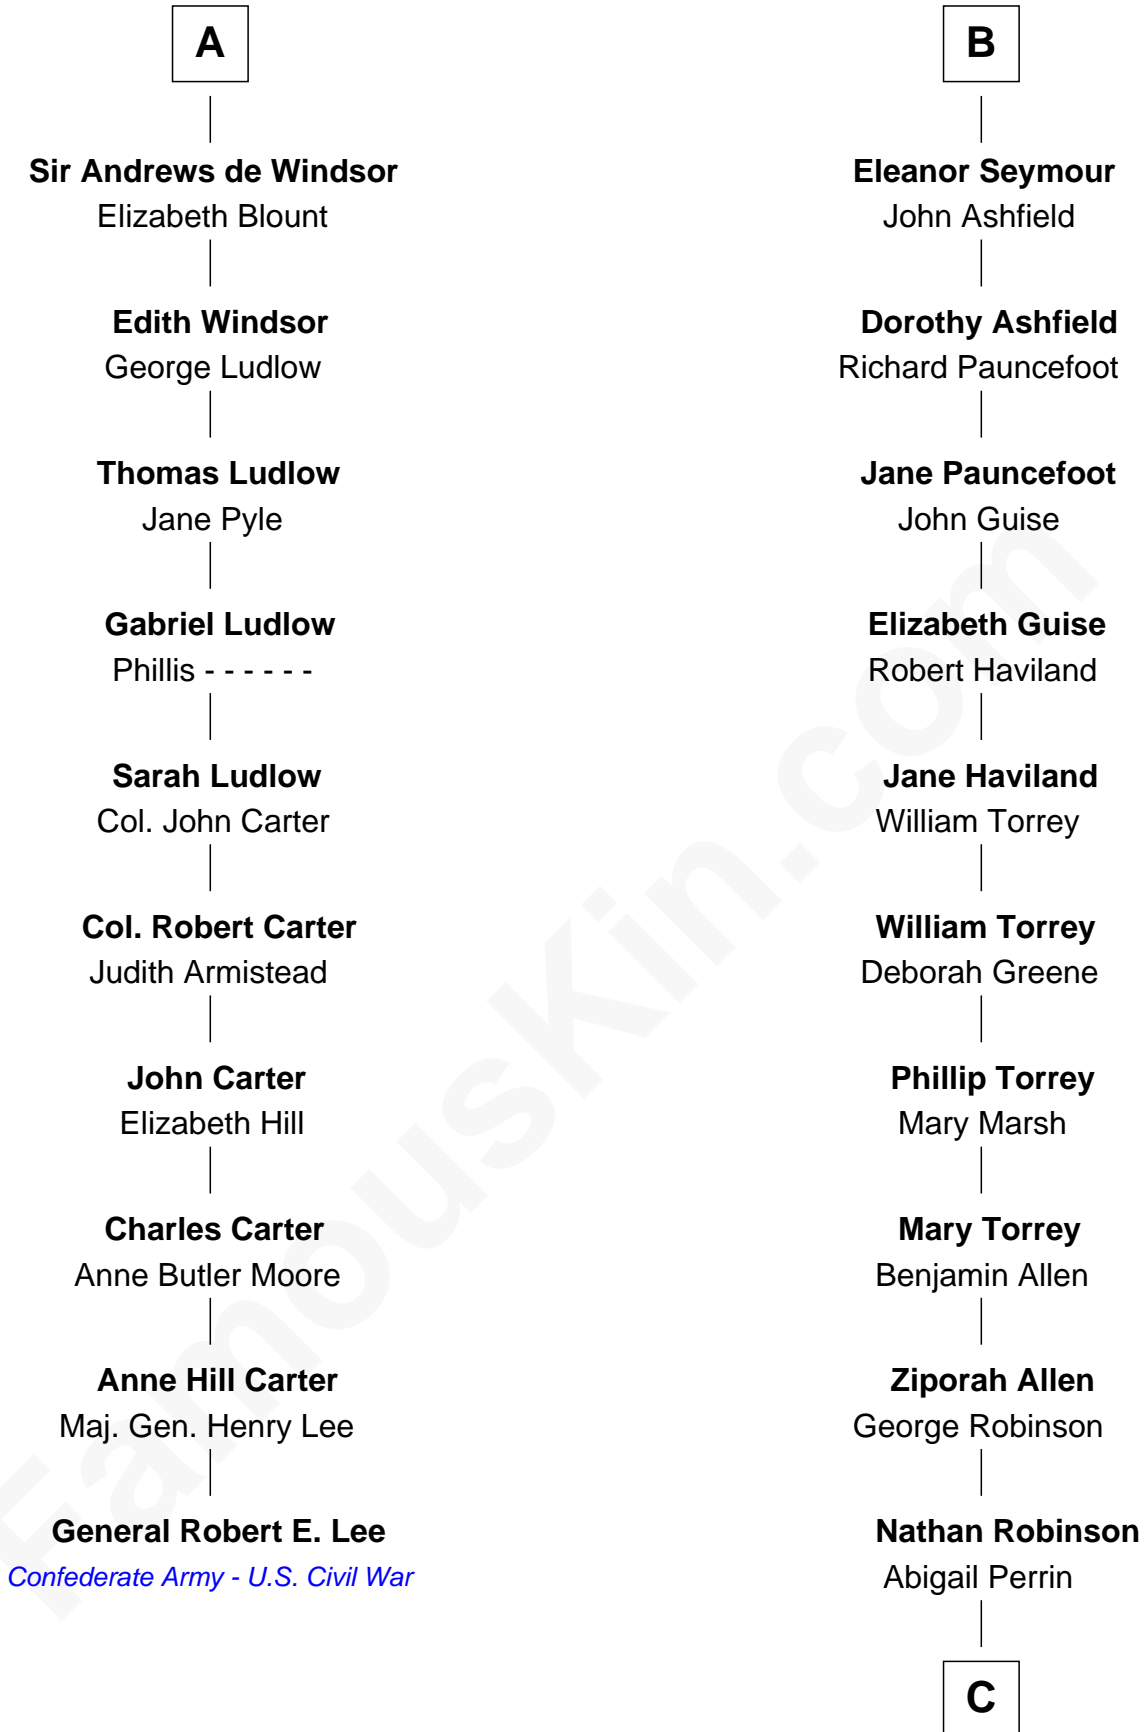 A
Sir Andrews de Windsor
Elizabeth Blount
Edith Windsor
George Ludlow
Thomas Ludlow
Jane Pyle
Gabriel Ludlow
Phillis - - - - - -
Sarah Ludlow
Col. John Carter
Col. Robert Carter
Judith Armistead
John Carter
Elizabeth Hill
Charles Carter
Anne Butler Moore
Anne Hill Carter
Maj. Gen. Henry Lee
General Robert E. Lee
Confederate Army - U.S. Civil War
B
Eleanor Seymour
John Ashfield
Dorothy Ashfield
Richard Pauncefoot
Jane Pauncefoot
John Guise
Elizabeth Guise
Robert Haviland
Jane Haviland
William Torrey
William Torrey
Deborah Greene
Phillip Torrey
Mary Marsh
Mary Torrey
Benjamin Allen
Ziporah Allen
George Robinson
Nathan Robinson
Abigail Perrin
C
FamousKin.com